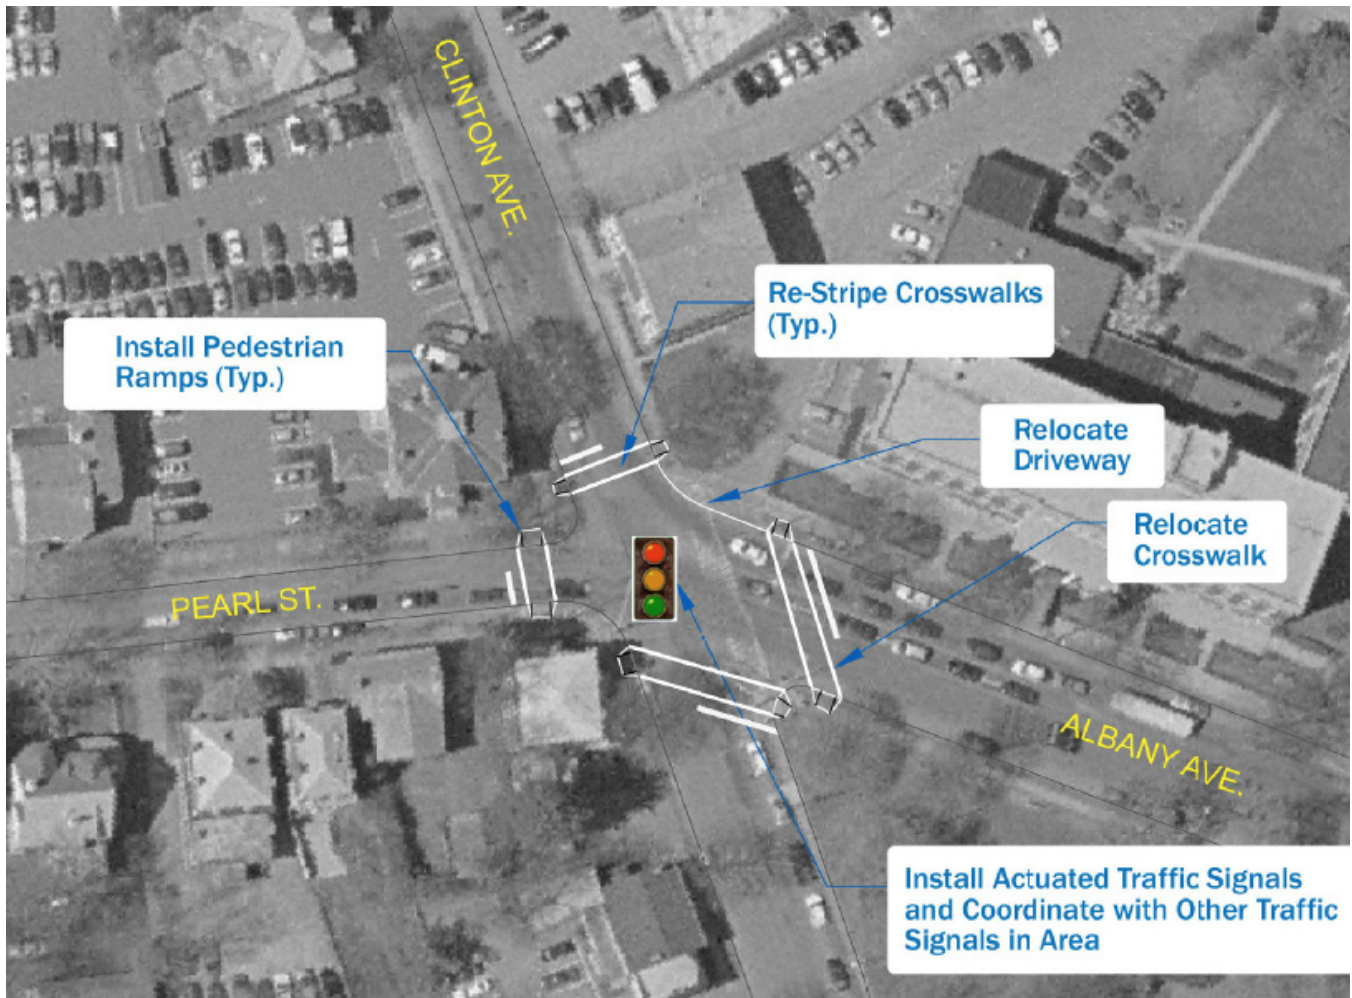 CLINTON AVE.
Re-Stripe Crosswalks
(Typ.)
Install Pedestrian
Ramps (Typ.)
Relocate
Driveway
Relocate
Crosswalk
PEARL ST.
ALBANY AVE.
Install Actuated Traffic Signals
and Coordinate with Other Traffic
Signals in Area